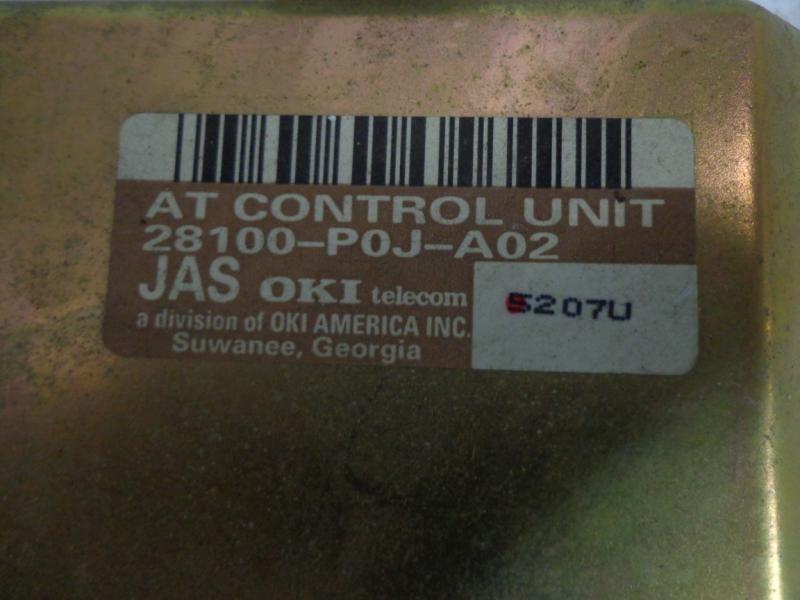 AT CONTROL UNIT
28100-P0J-A02
JAS OKI telecom
5207U
a division of OKI AMERICA INC.
Suwanee, Georgia